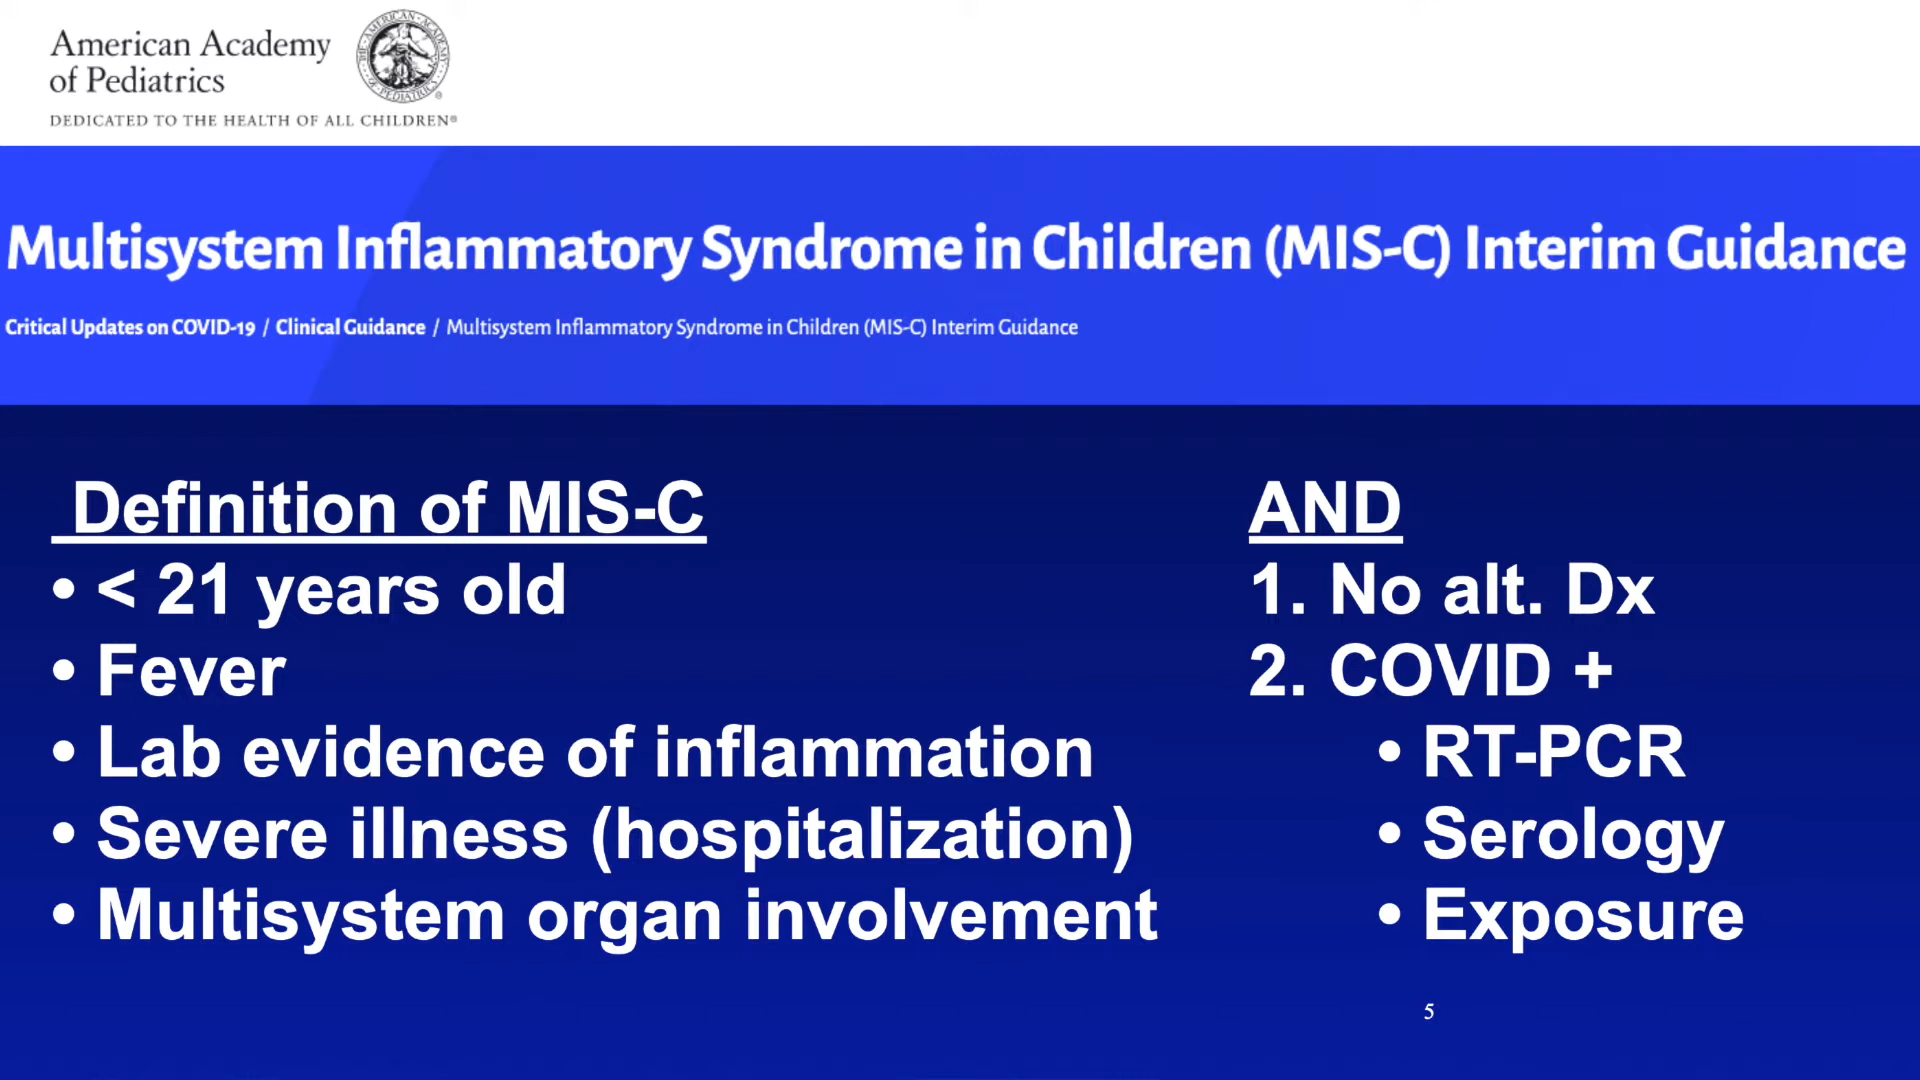 American Academy
of Pediatrics
DEDICATED TO THE HEALTH OF ALL CHILDREN®
Multisystem Inflammatory Syndrome in Children (MIS-C) Interim Guidance
Critical Updates on COVID-19 / Clinical Guidance / Multisystem Inflammatory Syndrome in Children (MIS-C) Interim Guidance
Definition of MIS-C
• < 21 years old
• Fever
• Lab evidence of inflammation
• Severe illness (hospitalization)
• Multisystem organ involvement
AND
1. No alt. Dx
2. COVID +
• RT-PCR
• Serology
• Exposure
5